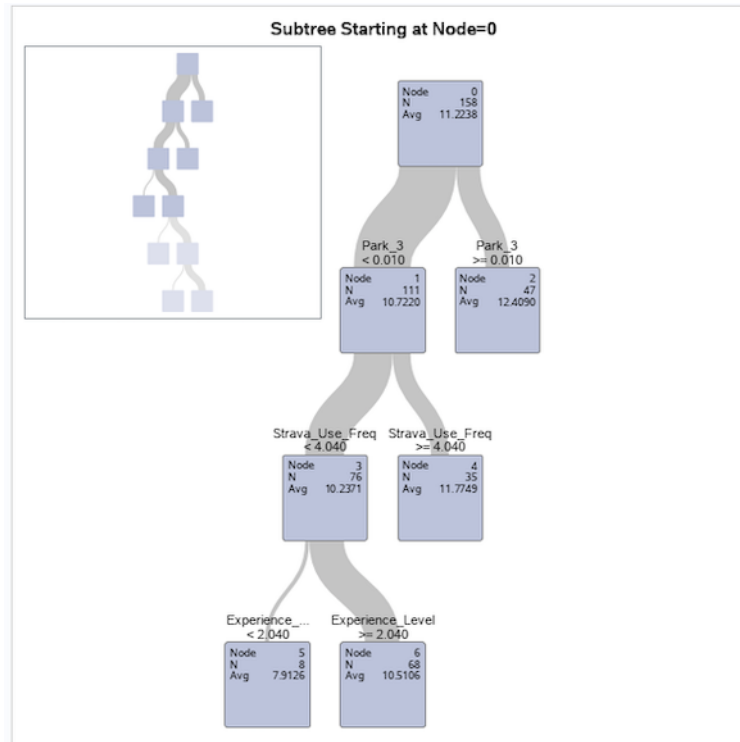 Subtree Starting at Node=0
Node 0
N 158
Avg 11.2238
Park_3 Park_3
< 0.010 >= 0.010
Node 1 Node 2
N 111 N 47
Avg 10.7220 Avg 12.4090
Strava_Use_Freq Strava_Use_Freq
< 4.040 >= 4.040
Node 3 Node 4
N 76 N 35
Avg 10.2371 Avg 11.7749
Experience_... Experience_Level
< 2.040 >= 2.040
Node 5 Node 6
N 8 N 68
Avg 7.9126 Avg 10.5106